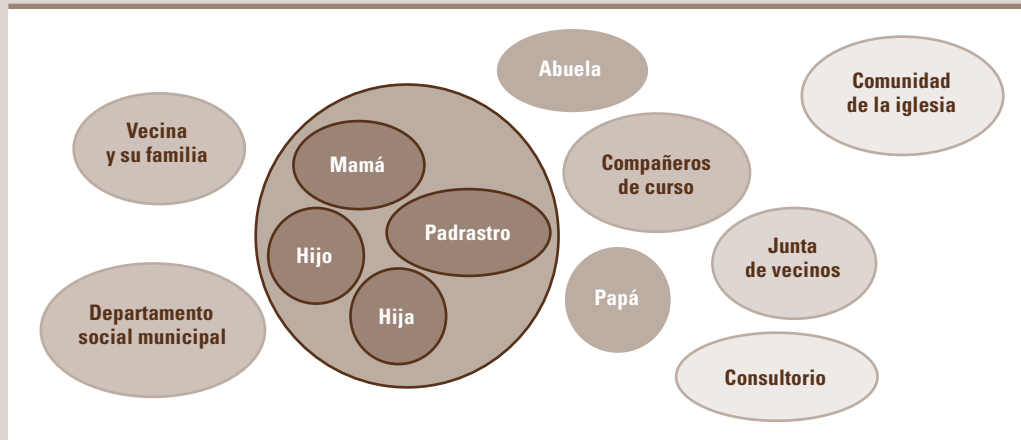 Abuela
Comunidad
de la iglesia
Vecina
y su familia
Mamá
Compañeros
de curso
Padrastro
Hijo
Junta
de vecinos
Papá
Hija
Departamento
social municipal
Consultorio